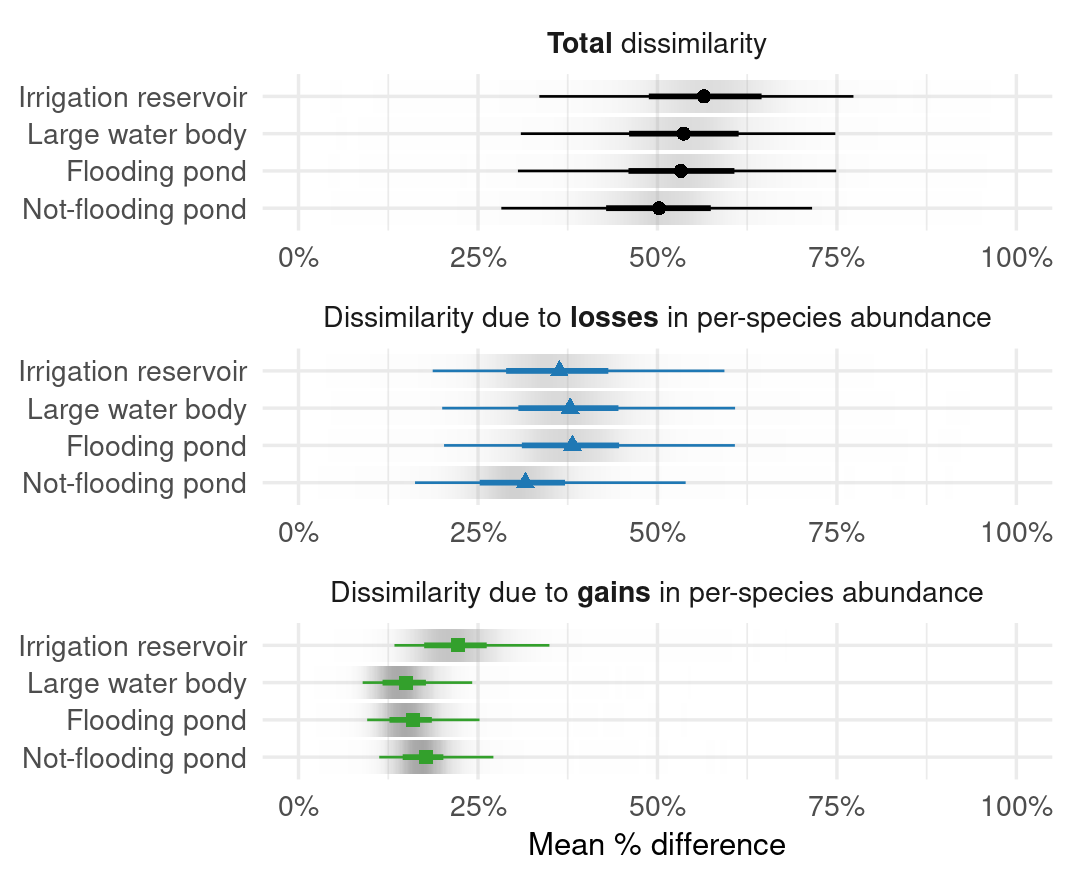 Total dissimilarity
Irrigation reservoir
Large water body
Flooding pond
Not-flooding pond
0% 25% 50% 75% 100%
Dissimilarity due to losses in per-species abundance
Irrigation reservoir
Large water body
Flooding pond
Not-flooding pond
0% 25% 50% 75% 100%
Dissimilarity due to gains in per-species abundance
Irrigation reservoir
Large water body
Flooding pond
Not-flooding pond
0% 25% 50% 75% 100%
Mean % difference